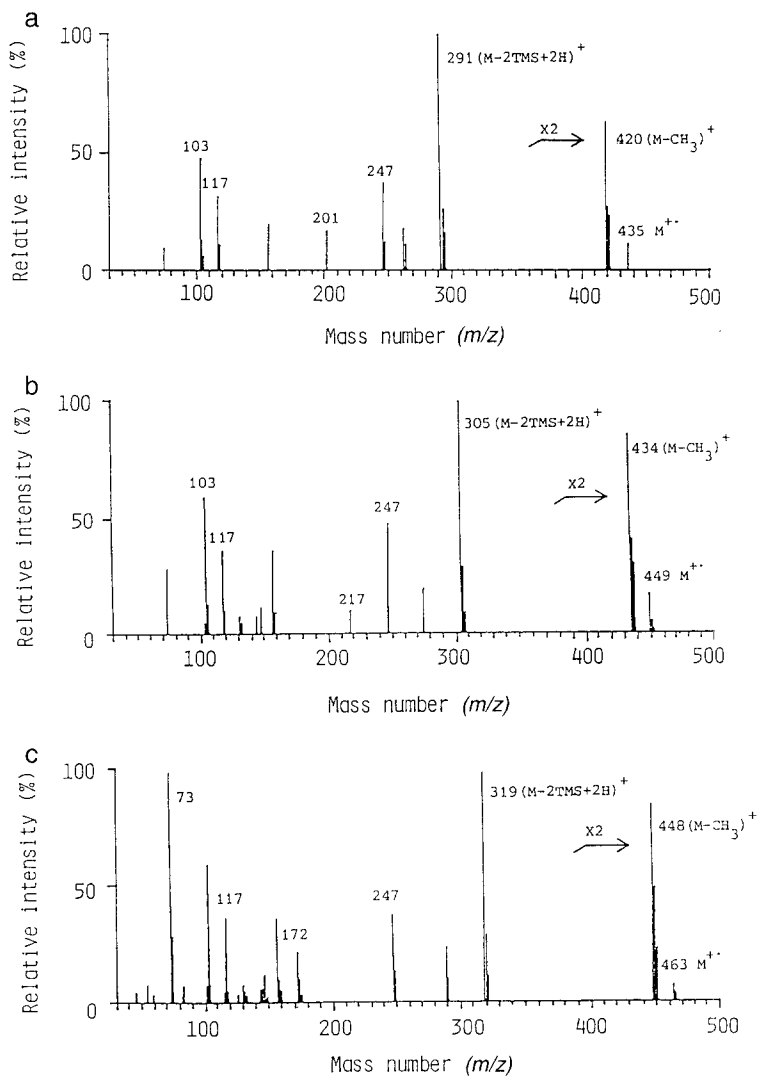 a
Relative intensity (%)
100
50
0
103
117
201
247
291(M-2TMS+2H)+
X2
420(M-CH3)+
435 M+·
100
200
300
400
500
Mass number (m/z)
b
Relative intensity (%)
100
50
0
103
117
217
247
305(M-2TMS+2H)+
X2
434(M-CH3)+
449 M+·
100
200
300
400
500
Mass number (m/z)
c
Relative intensity (%)
100
50
0
73
117
172
247
319(M-2TMS+2H)+
X2
448(M-CH3)+
463 M+·
100
200
300
400
500
Mass number (m/z)